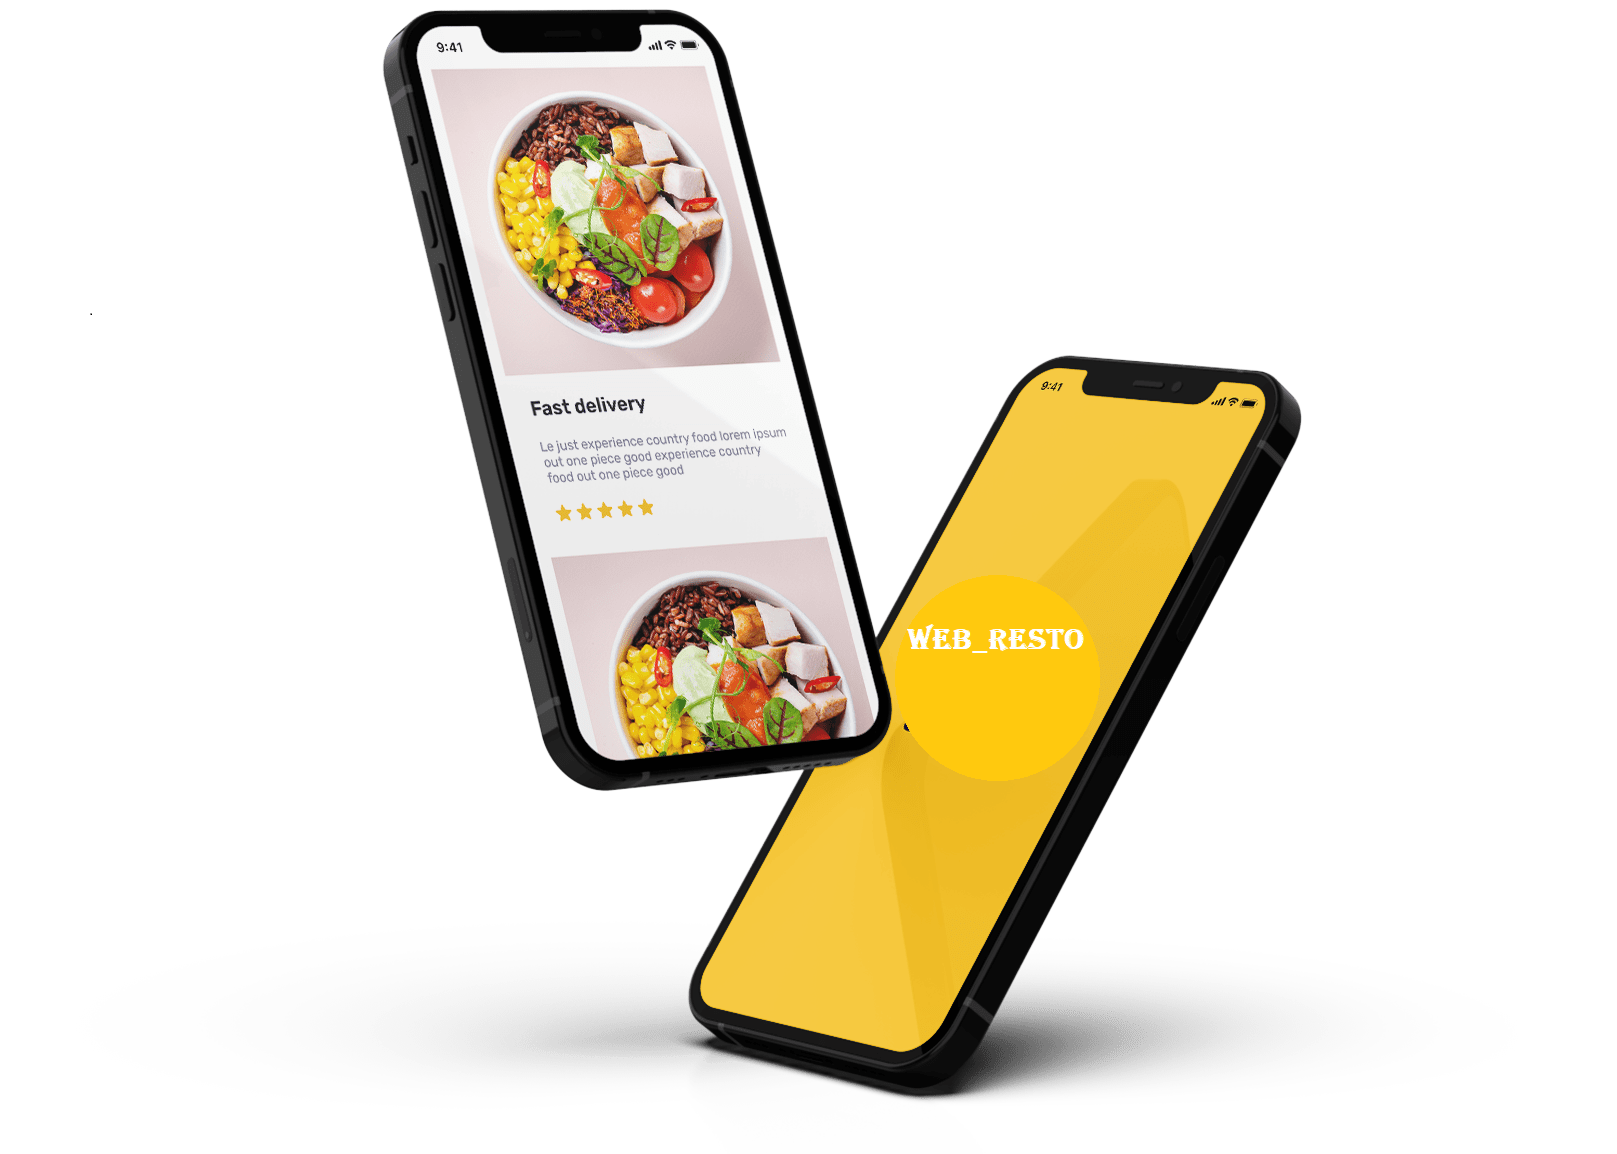 9:41
Fast delivery
Le just experience country food lorem ipsum
out one piece good experience country
food out one piece good
9:41
WEB_RESTO